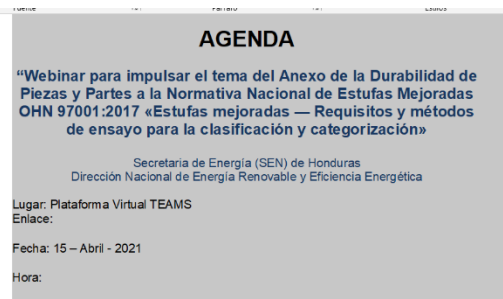 AGENDA
“Webinar para impulsar el tema del Anexo de la Durabilidad de
Piezas y Partes a la Normativa Nacional de Estufas Mejoradas
OHN 97001:2017 «Estufas mejoradas — Requisitos y métodos
de ensayo para la clasificación y categorización»
Secretaria de Energía (SEN) de Honduras
Dirección Nacional de Energía Renovable y Eficiencia Energética
Lugar: Plataforma Virtual TEAMS
Enlace:
Fecha: 15 – Abril - 2021
Hora: